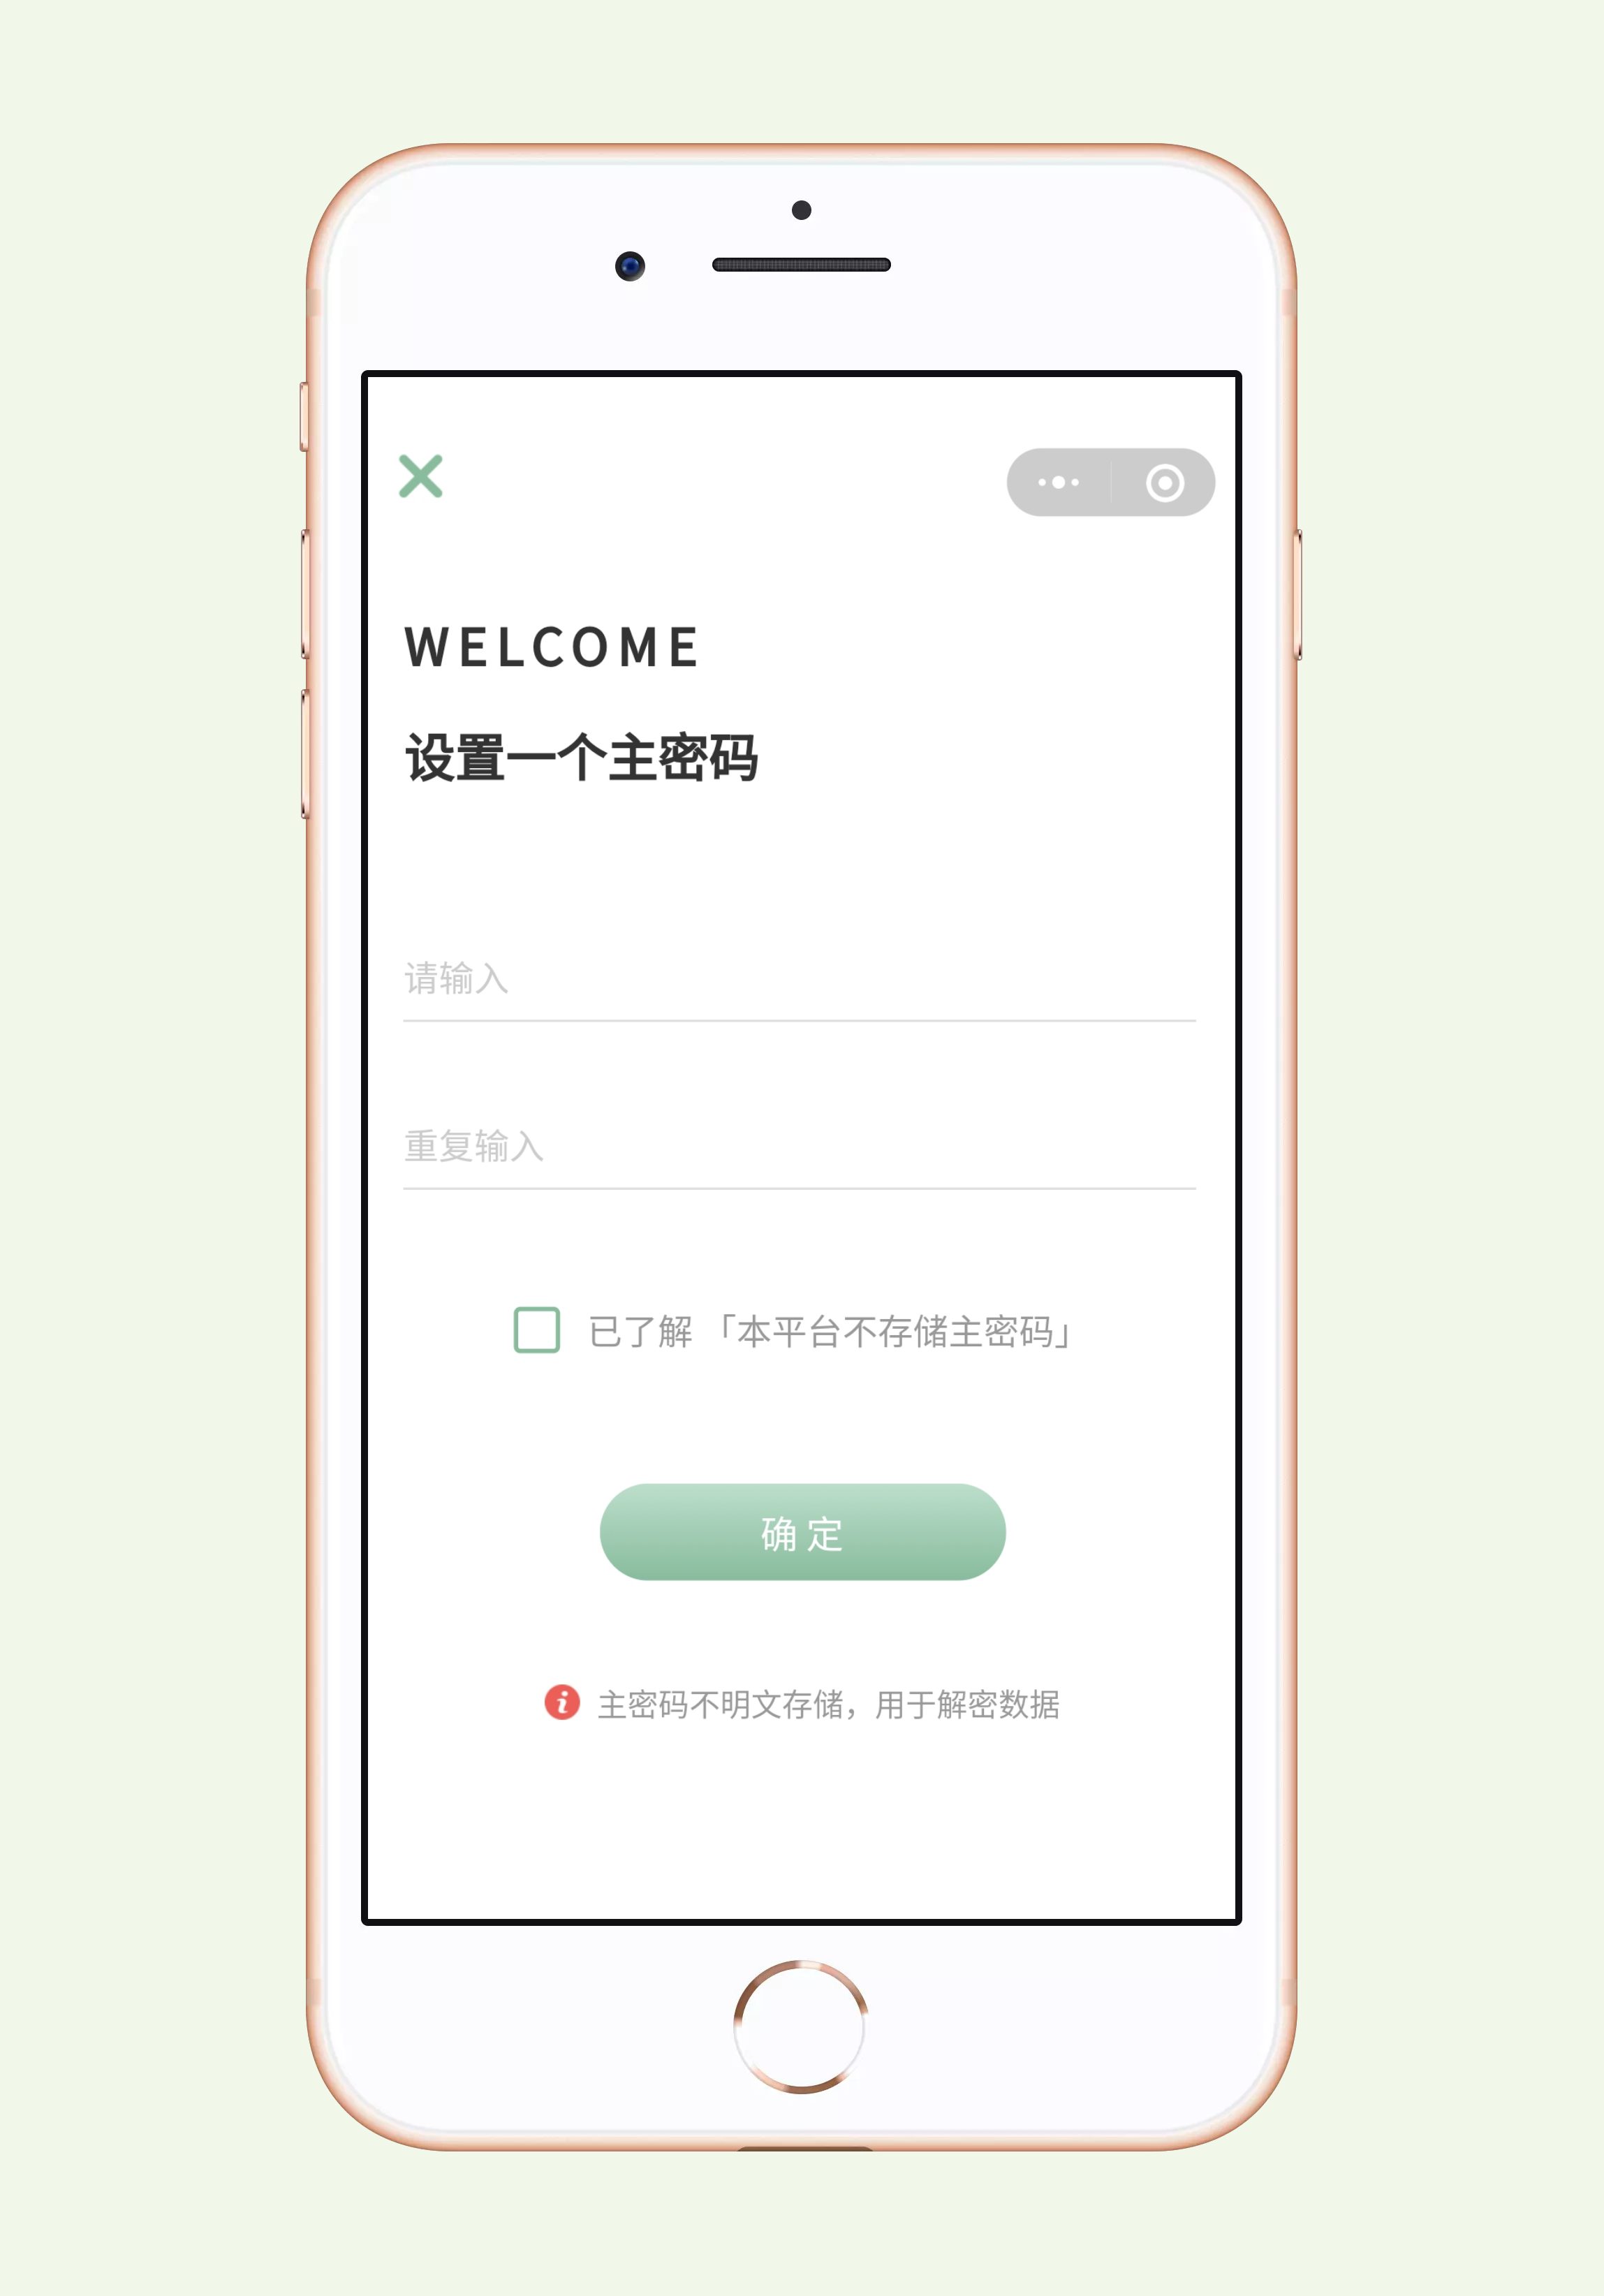 WELCOME
设置一个主密码
请输入
重复输入
已了解 「本平台不存储主密码」
确 定
主密码不明文存储，用于解密数据